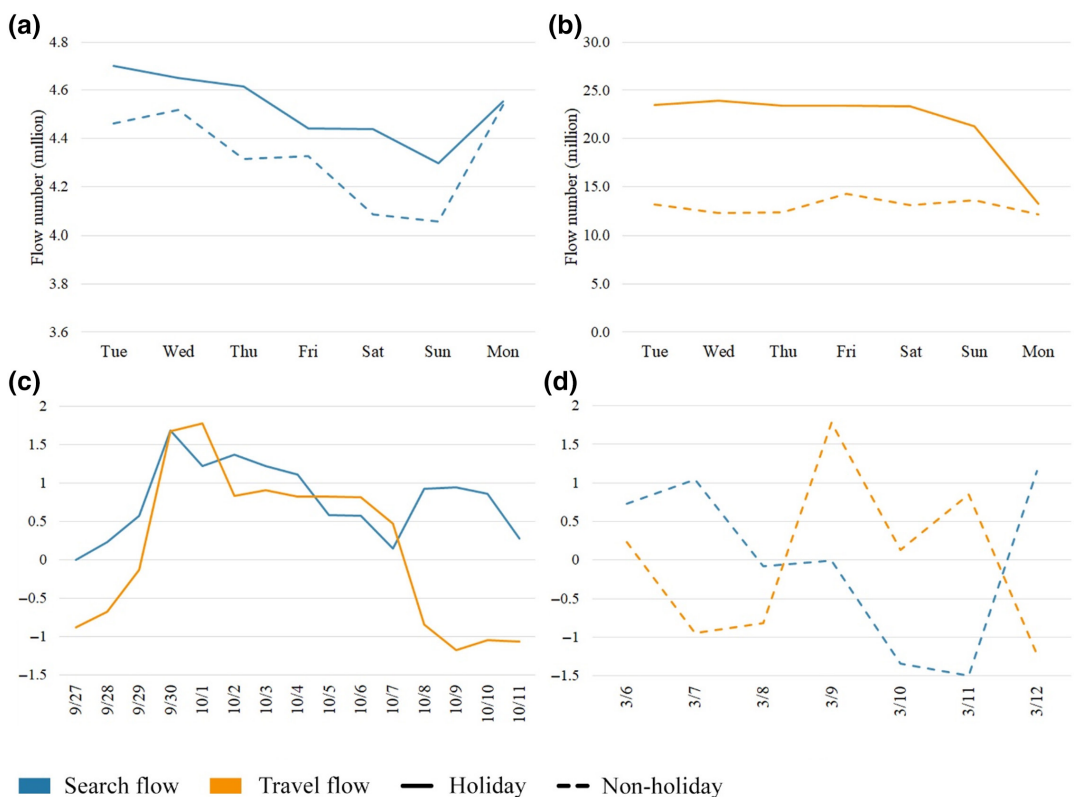 (a)
Flow number (million)
4.8
4.6
4.4
4.2
4.0
3.8
3.6
Tue Wed Thu Fri Sat Sun Mon
(b)
Flow number (million)
30.0
25.0
20.0
15.0
10.0
5.0
0.0
Tue Wed Thu Fri Sat Sun Mon
(c)
2
1.5
1
0.5
0
−0.5
−1
−1.5
9/27 9/28 9/29 9/30 10/1 10/2 10/3 10/4 10/5 10/6 10/7 10/8 10/9 10/10 10/11
(d)
2
1.5
1
0.5
0
−0.5
−1
−1.5
3/6 3/7 3/8 3/9 3/10 3/11 3/12
Search flow Travel flow Holiday Non-holiday